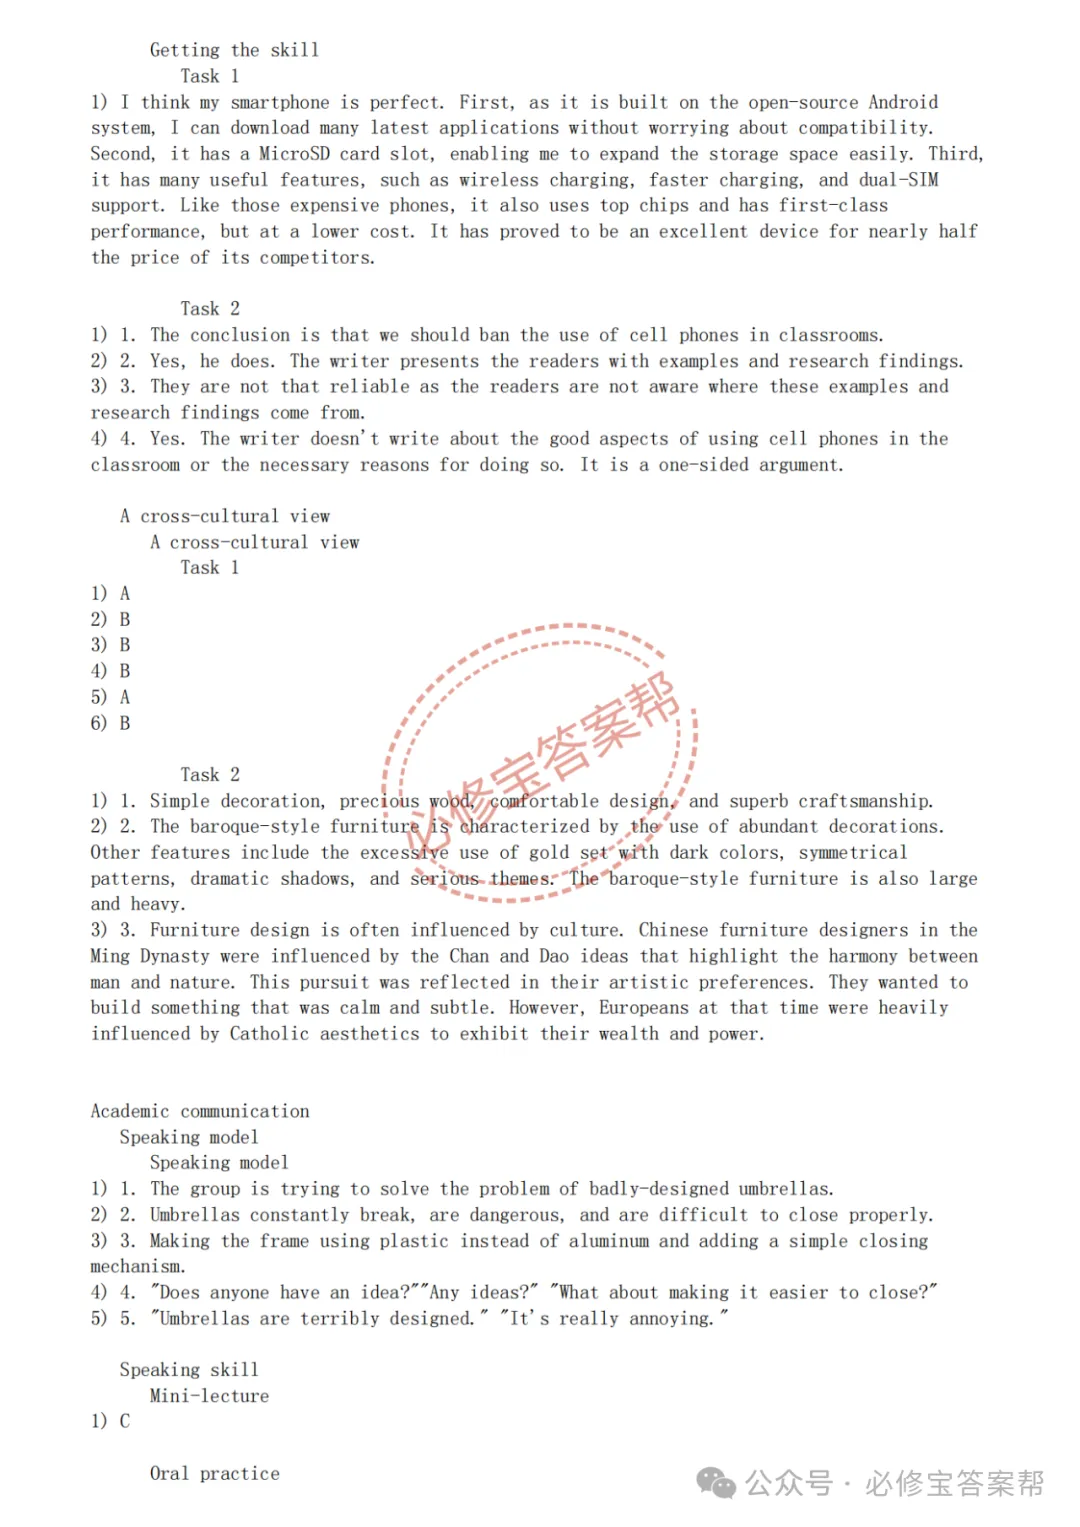 Getting the skill
Task 1
1) I think my smartphone is perfect. First, as it is built on the open-source Android
system, I can download many latest applications without worrying about compatibility.
Second, it has a MicroSD card slot, enabling me to expand the storage space easily. Third,
it has many useful features, such as wireless charging, faster charging, and dual-SIM
support. Like those expensive phones, it also uses top chips and has first-class
performance, but at a lower cost. It has proved to be an excellent device for nearly half
the price of its competitors.
Task 2
1) 1. The conclusion is that we should ban the use of cell phones in classrooms.
2) 2. Yes, he does. The writer presents the readers with examples and research findings.
3) 3. They are not that reliable as the readers are not aware where these examples and
research findings come from.
4) 4. Yes. The writer doesn't write about the good aspects of using cell phones in the
classroom or the necessary reasons for doing so. It is a one-sided argument.
A cross-cultural view
A cross-cultural view
Task 1
1) A
2) B
3) B
4) B
5) A
6) B
必修宝答案帮
Task 2
1) 1. Simple decoration, precious wood, comfortable design, and superb craftsmanship.
2) 2. The baroque-style furniture is characterized by the use of abundant decorations.
Other features include the excessive use of gold set with dark colors, symmetrical
patterns, dramatic shadows, and serious themes. The baroque-style furniture is also large
and heavy.
3) 3. Furniture design is often influenced by culture. Chinese furniture designers in the
Ming Dynasty were influenced by the Chan and Dao ideas that highlight the harmony between
man and nature. This pursuit was reflected in their artistic preferences. They wanted to
build something that was calm and subtle. However, Europeans at that time were heavily
influenced by Catholic aesthetics to exhibit their wealth and power.
Academic communication
Speaking model
Speaking model
1) 1. The group is trying to solve the problem of badly-designed umbrellas.
2) 2. Umbrellas constantly break, are dangerous, and are difficult to close properly.
3) 3. Making the frame using plastic instead of aluminum and adding a simple closing
mechanism.
4) 4. "Does anyone have an idea?""Any ideas?" "What about making it easier to close?"
5) 5. "Umbrellas are terribly designed." "It's really annoying."
Speaking skill
Mini-lecture
1) C
Oral practice
公众号 · 必修宝答案帮